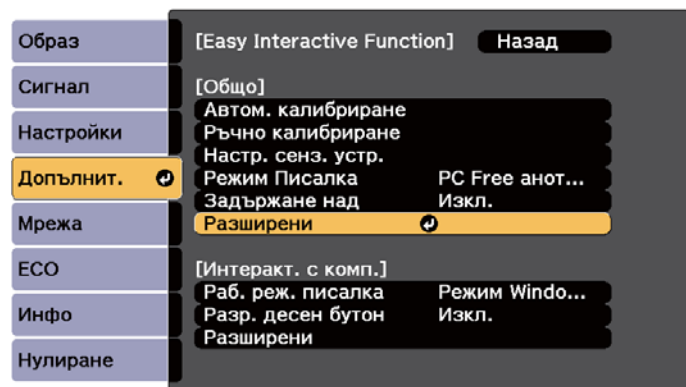 Образ
Сигнал
Настройки
Допълнит.
Мрежа
ECO
Инфо
Нулиране
[Easy Interactive Function] Назад
[Общо]
Автом. калибриране
Ръчно калибриране
Настр. сенз. устр.
Режим Писалка PC Free анот...
Задържане над Изкл.
Разширени
[Интеракт. с комп.]
Раб. реж. писалка Режим Windo...
Разр. десен бутон Изкл.
Разширени